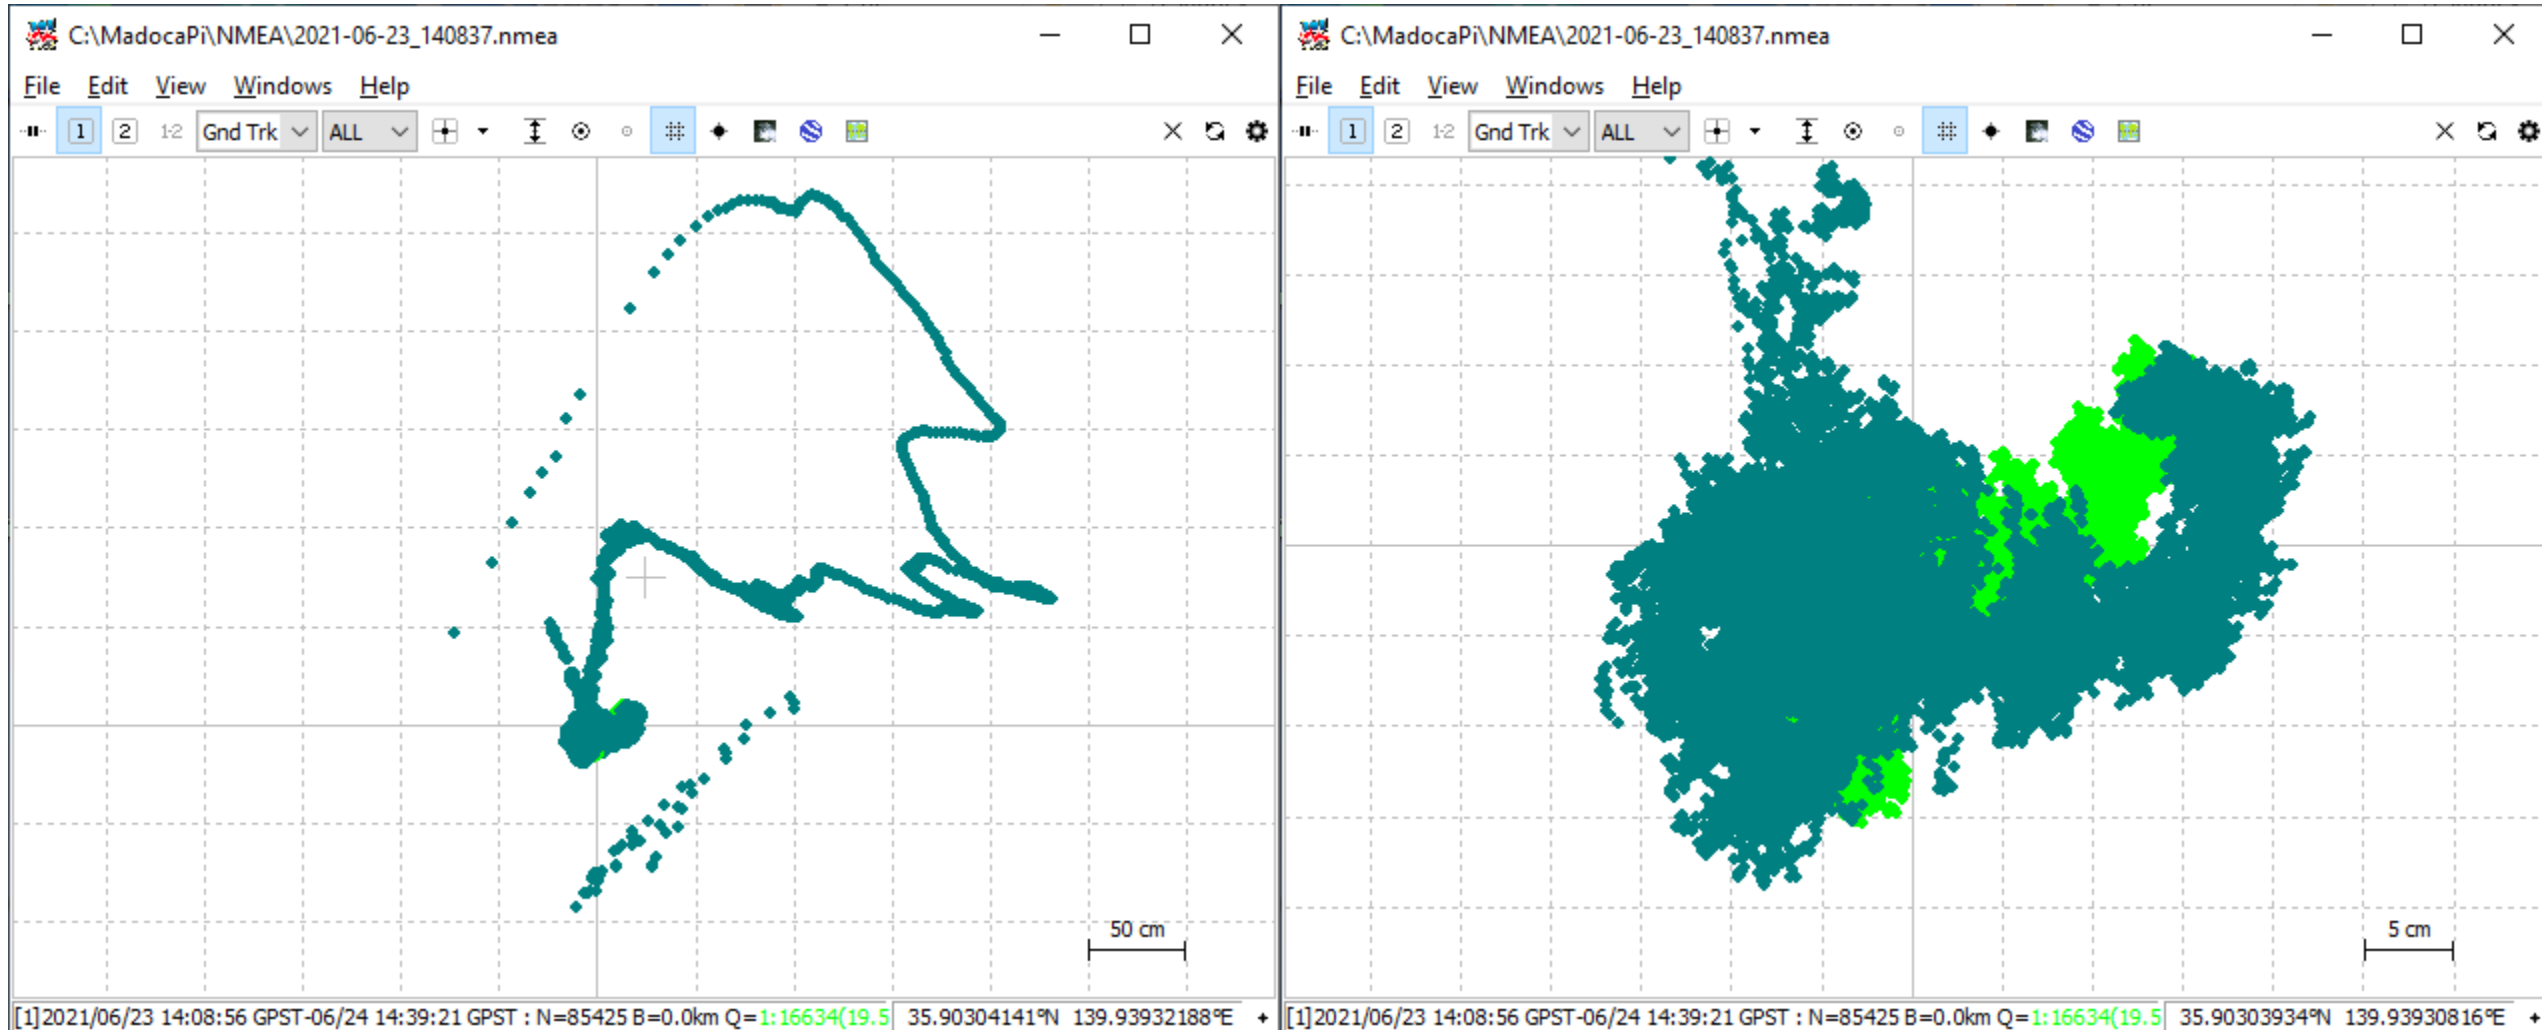 C:\MadocaPi\NMEA\2021-06-23_140837.nmea
File Edit View Windows Help
1 2 1-2 Gnd Trk ALL
50 cm
[1]2021/06/23 14:08:56 GPST-06/24 14:39:21 GPST : N=85425 B=0.0km Q=1:16634(19.5
35.90304141°N 139.93932188°E
C:\MadocaPi\NMEA\2021-06-23_140837.nmea
File Edit View Windows Help
1 2 1-2 Gnd Trk ALL
5 cm
[1]2021/06/23 14:08:56 GPST-06/24 14:39:21 GPST : N=85425 B=0.0km Q=1:16634(19.5
35.90303934°N 139.93930816°E